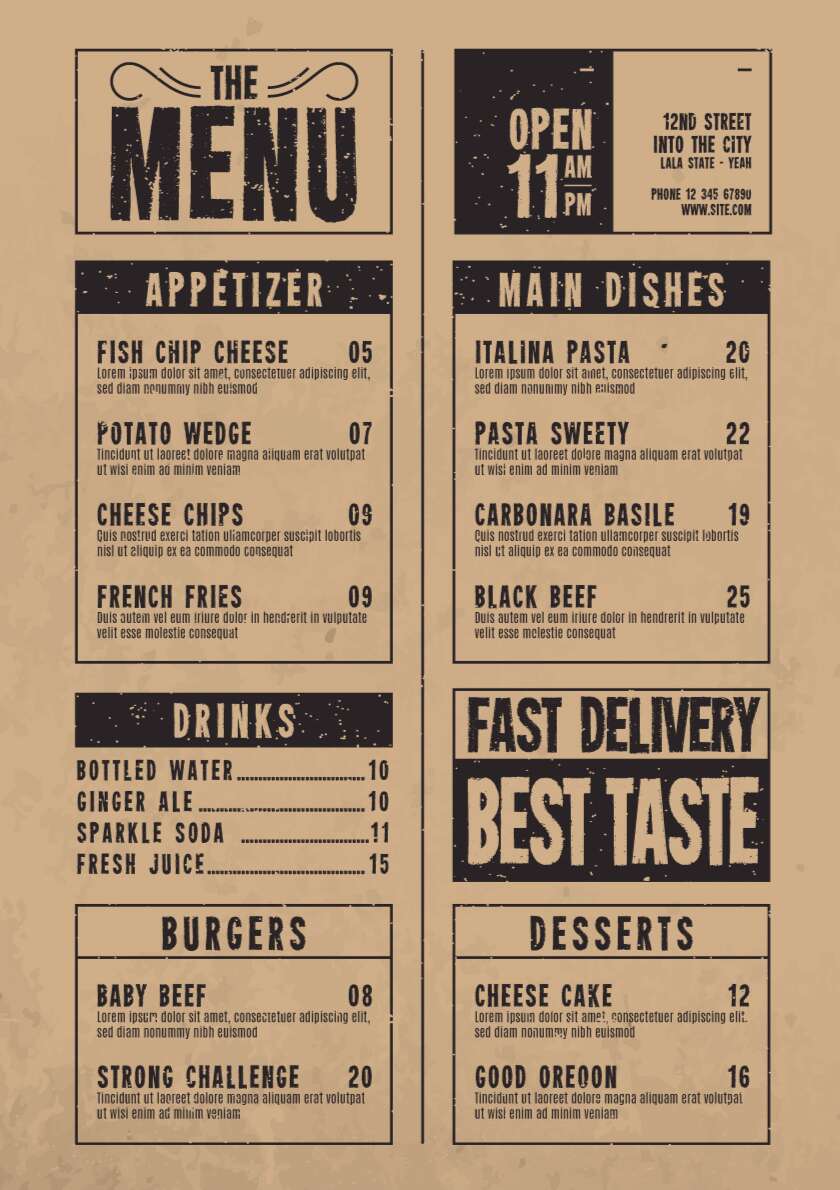 THE
MENU
OPEN
11 AM
PM
12ND STREET
INTO THE CITY
LALA STATE - YEAH
PHONE 12 345 6789U
WWW.SITE.COM
APPETIZER
FISH CHIP CHEESE 05
Lorem ipsum dolor sit amet, consectetuer adipiscing elit,
sed diam nonummy nibh euismod
POTATO WEDGE 07
Tincidunt ut laoreet dolore magna aliquam erat volutpat
ut wisi enim ad minim veniam
CHEESE CHIPS 09
Quis nostrud exerci tation ullamcorper suscipit lobortis
nisl ut aliquip ex ea commodo consequat
FRENCH FRIES 09
Duis autem vel eum iriure dolor in hendrerit in vulputate
velit esse molestie consequat
MAIN DISHES
ITALINA PASTA 20
Lorem ipsum dolor sit amet, consectetuer adipiscing elit,
sed diam nonummy nibh euismod
PASTA SWEETY 22
Tincidunt ut laoreet dolore magna aliquam erat volutpat
ut wisi enim ad minim veniam
CARBONARA BASILE 19
Quis nostrud exerci tation ullamcorper suscipit lobortis
nisl ut aliquip ex ea commodo consequat
BLACK BEEF 25
Duis autem vel eum iriure dolor in hendrerit in vulputate
velit esse molestie consequat
DRINKS
BOTTLED WATER 10
GINGER ALE 10
SPARKLE SODA 11
FRESH JUICE 15
FAST DELIVERY
BEST TASTE
BURGERS
BABY BEEF 08
Lorem ipsum dolor sit amet, consectetuer adipiscing elit,
sed diam nonummy nibh euismod
STRONG CHALLENGE 20
Tincidunt ut laoreet dolore magna aliquam erat volutpat
ut wisi enim ad minim veniam
DESSERTS
CHEESE CAKE 12
Lorem ipsum dolor sit amet, consectetuer adipiscing elit.
sed diam nonummy nibh euismod
GOOD OREOON 16
Tincidunt ut laoreet dolore magna aliquam erat volutpat
ut wisi enim ad minim veniam